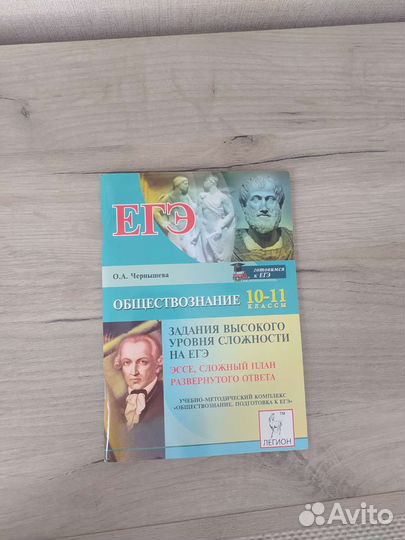 ЕГЭ
О.А. Чернышева
готовимся
к ЕГЭ
ОБЩЕСТВОЗНАНИЕ 10-11
КЛАССЫ
ЗАДАНИЯ ВЫСОКОГО
УРОВНЯ СЛОЖНОСТИ
НА ЕГЭ
ЭССЕ, СЛОЖНЫЙ ПЛАН
РАЗВЕРНУТОГО ОТВЕТА
УЧЕБНО-МЕТОДИЧЕСКИЙ КОМПЛЕКС
«ОБЩЕСТВОЗНАНИЕ. ПОДГОТОВКА К ЕГЭ»
TM
ЛЕГИОН
Avito